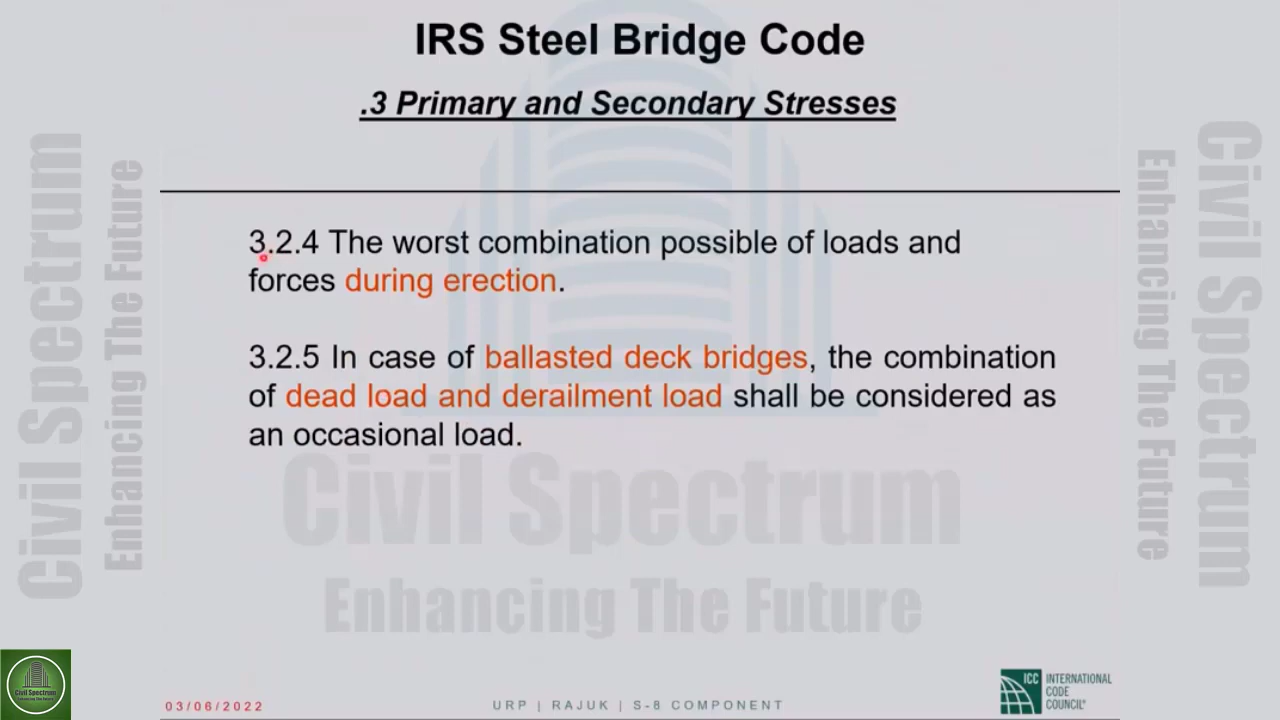 IRS Steel Bridge Code
.3 Primary and Secondary Stresses
3.2.4 The worst combination possible of loads and
forces during erection.
3.2.5 In case of ballasted deck bridges, the combination
of dead load and derailment load shall be considered as
an occasional load.
Civil Spectrum
Enhancing The Future
Civil Spectrum
Enhancing The Future
Civil Spectrum
Enhancing The Future
Civil Spectrum
Enhancing The Future
03/06/2022
URP | RAJUK | S-8 COMPONENT
ICC INTERNATIONAL
CODE
COUNCIL®